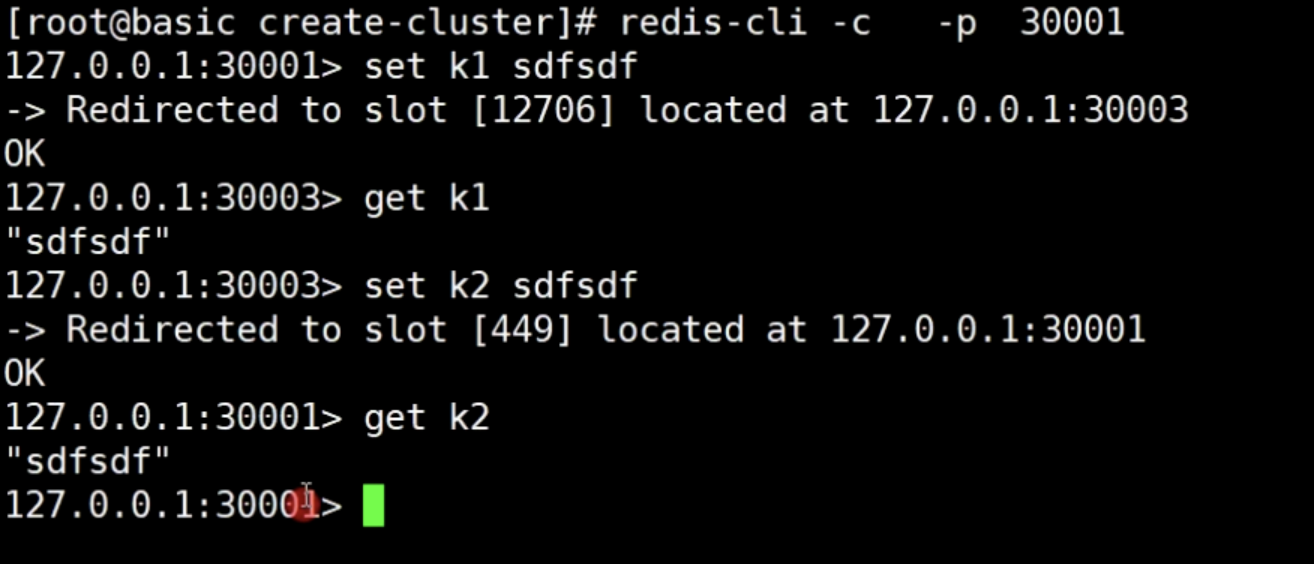 [root@basic create-cluster]# redis-cli -c   -p  30001
127.0.0.1:30001> set k1 sdfsdf
-> Redirected to slot [12706] located at 127.0.0.1:30003
OK
127.0.0.1:30003> get k1
"sdfsdf"
127.0.0.1:30003> set k2 sdfsdf
-> Redirected to slot [449] located at 127.0.0.1:30001
OK
127.0.0.1:30001> get k2
"sdfsdf"
127.0.0.1:30001>